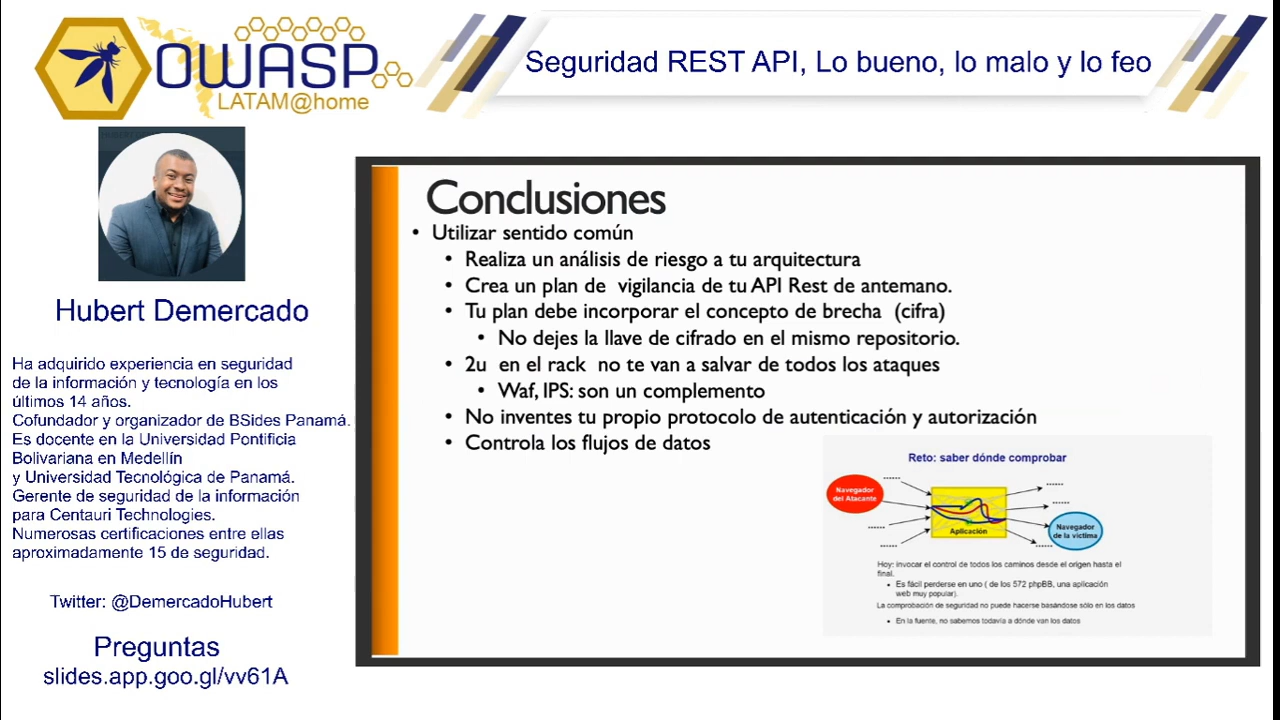 OWASP
LATAM@home
Seguridad REST API, Lo bueno, lo malo y lo feo
Hubert Demercado
Ha adquirido experiencia en seguridad
de la información y tecnología en los
últimos 14 años.
Cofundador y organizador de BSides Panamá.
Es docente en la Universidad Pontificia
Bolivariana en Medellín
y Universidad Tecnológica de Panamá.
Gerente de seguridad de la información
para Centauri Technologies.
Numerosas certificaciones entre ellas
aproximadamente 15 de seguridad.
Twitter: @DemercadoHubert
Preguntas
slides.app.goo.gl/vv61A
Conclusiones
• Utilizar sentido común
• Realiza un análisis de riesgo a tu arquitectura
• Crea un plan de vigilancia de tu API Rest de antemano.
• Tu plan debe incorporar el concepto de brecha (cifra)
• No dejes la llave de cifrado en el mismo repositorio.
• 2u en el rack no te van a salvar de todos los ataques
• Waf, IPS: son un complemento
• No inventes tu propio protocolo de autenticación y autorización
• Controla los flujos de datos
Reto: saber dónde comprobar
Navegador
del Atacante
Aplicación
Navegador
de la víctima
Hoy: invocar el control de todos los caminos desde el origen hasta el
final.
• Es fácil perderse en uno ( de los 572 phpBB, una aplicación
web muy popular).
La comprobación de seguridad no puede hacerse basándose sólo en los datos
• En la fuente, no sabemos todavía a dónde van los datos